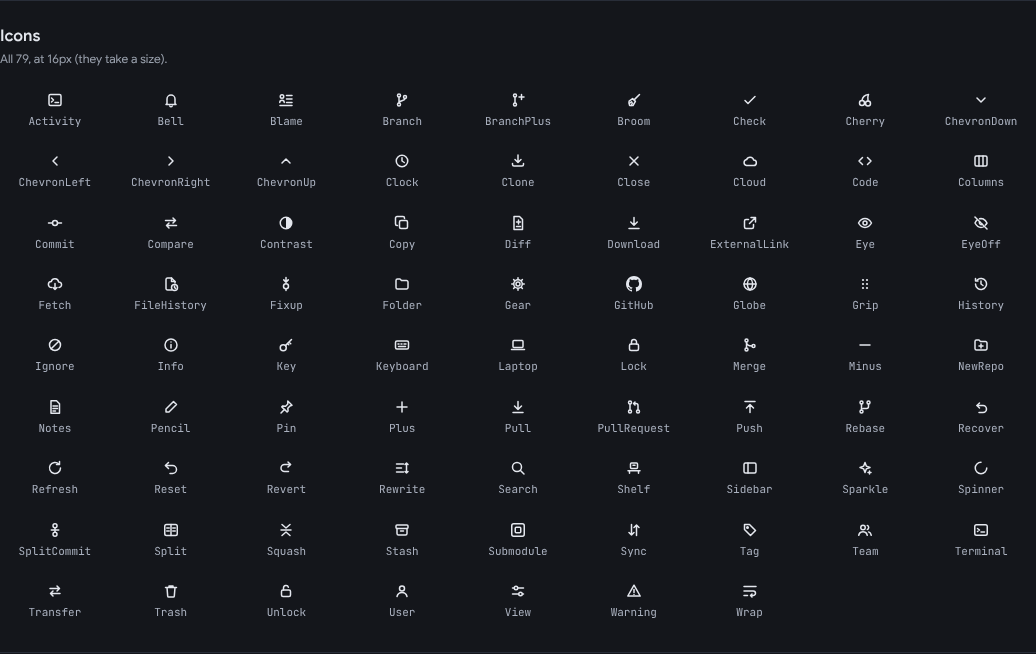 Icons
All 79, at 16px (they take a size).
Activity Bell Blame Branch BranchPlus Broom Check Cherry ChevronDown
ChevronLeft ChevronRight ChevronUp Clock Clone Close Cloud Code Columns
Commit Compare Contrast Copy Diff Download ExternalLink Eye EyeOff
Fetch FileHistory Fixup Folder Gear GitHub Globe Grip History
Ignore Info Key Keyboard Laptop Lock Merge Minus NewRepo
Notes Pencil Pin Plus Pull PullRequest Push Rebase Recover
Refresh Reset Revert Rewrite Search Shelf Sidebar Sparkle Spinner
SplitCommit Split Squash Stash Submodule Sync Tag Team Terminal
Transfer Trash Unlock User View Warning Wrap